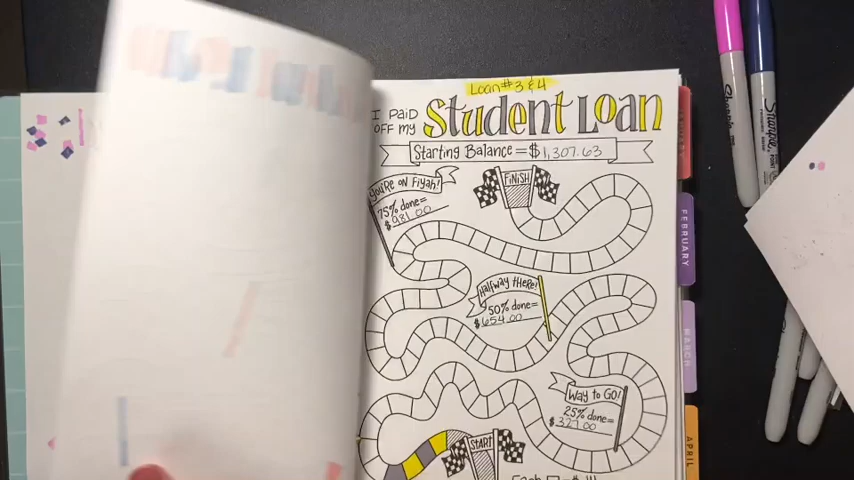 Loan #3 & 4
I PAID
OFF my Student Loan
Starting Balance = $1,307.63
You're on Fiyah!
75% done=
$981.00
FiNiSH
Halfway there!
50% done=
$654.00
Way to GO!
25% done=
$327.00
START
FEBRUARY
MARCH
APRIL
Sharpie
Sharpie